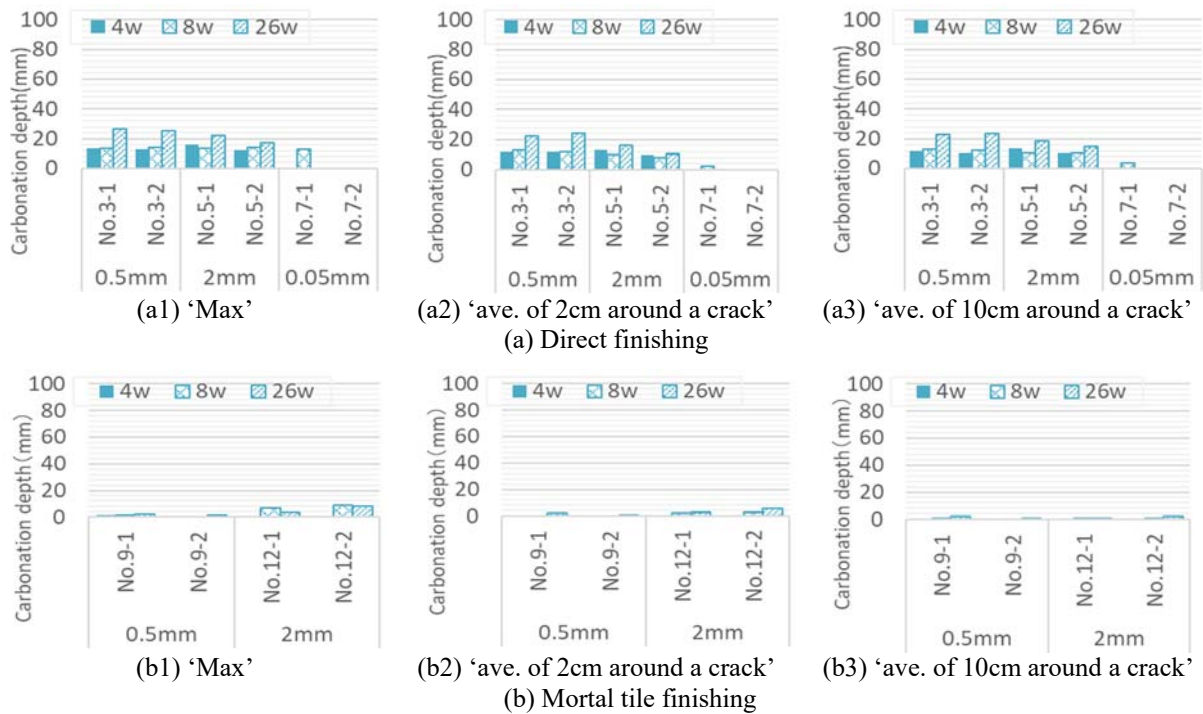 100 80 60 40 20 0
Carbonation depth(mm)
4w 8w 26w
No.3-1 No.3-2 No.5-1 No.5-2 No.7-1 No.7-2
0.5mm 2mm 0.05mm
(a1) ‘Max’
100 80 60 40 20 0
Carbonation depth(mm)
4w 8w 26w
No.3-1 No.3-2 No.5-1 No.5-2 No.7-1 No.7-2
0.5mm 2mm 0.05mm
(a2) ‘ave. of 2cm around a crack’
100 80 60 40 20 0
Carbonation depth(mm)
4w 8w 26w
No.3-1 No.3-2 No.5-1 No.5-2 No.7-1 No.7-2
0.5mm 2mm 0.05mm
(a3) ‘ave. of 10cm around a crack’
(a) Direct finishing
100 80 60 40 20 0
Carbonation depth(mm)
4w 8w 26w
No.9-1 No.9-2 No.12-1 No.12-2
0.5mm 2mm
(b1) ‘Max’
100 80 60 40 20 0
Carbonation depth(mm)
4w 8w 26w
No.9-1 No.9-2 No.12-1 No.12-2
0.5mm 2mm
(b2) ‘ave. of 2cm around a crack’
100 80 60 40 20 0
Carbonation depth(mm)
4w 8w 26w
No.9-1 No.9-2 No.12-1 No.12-2
0.5mm 2mm
(b3) ‘ave. of 10cm around a crack’
(b) Mortal tile finishing